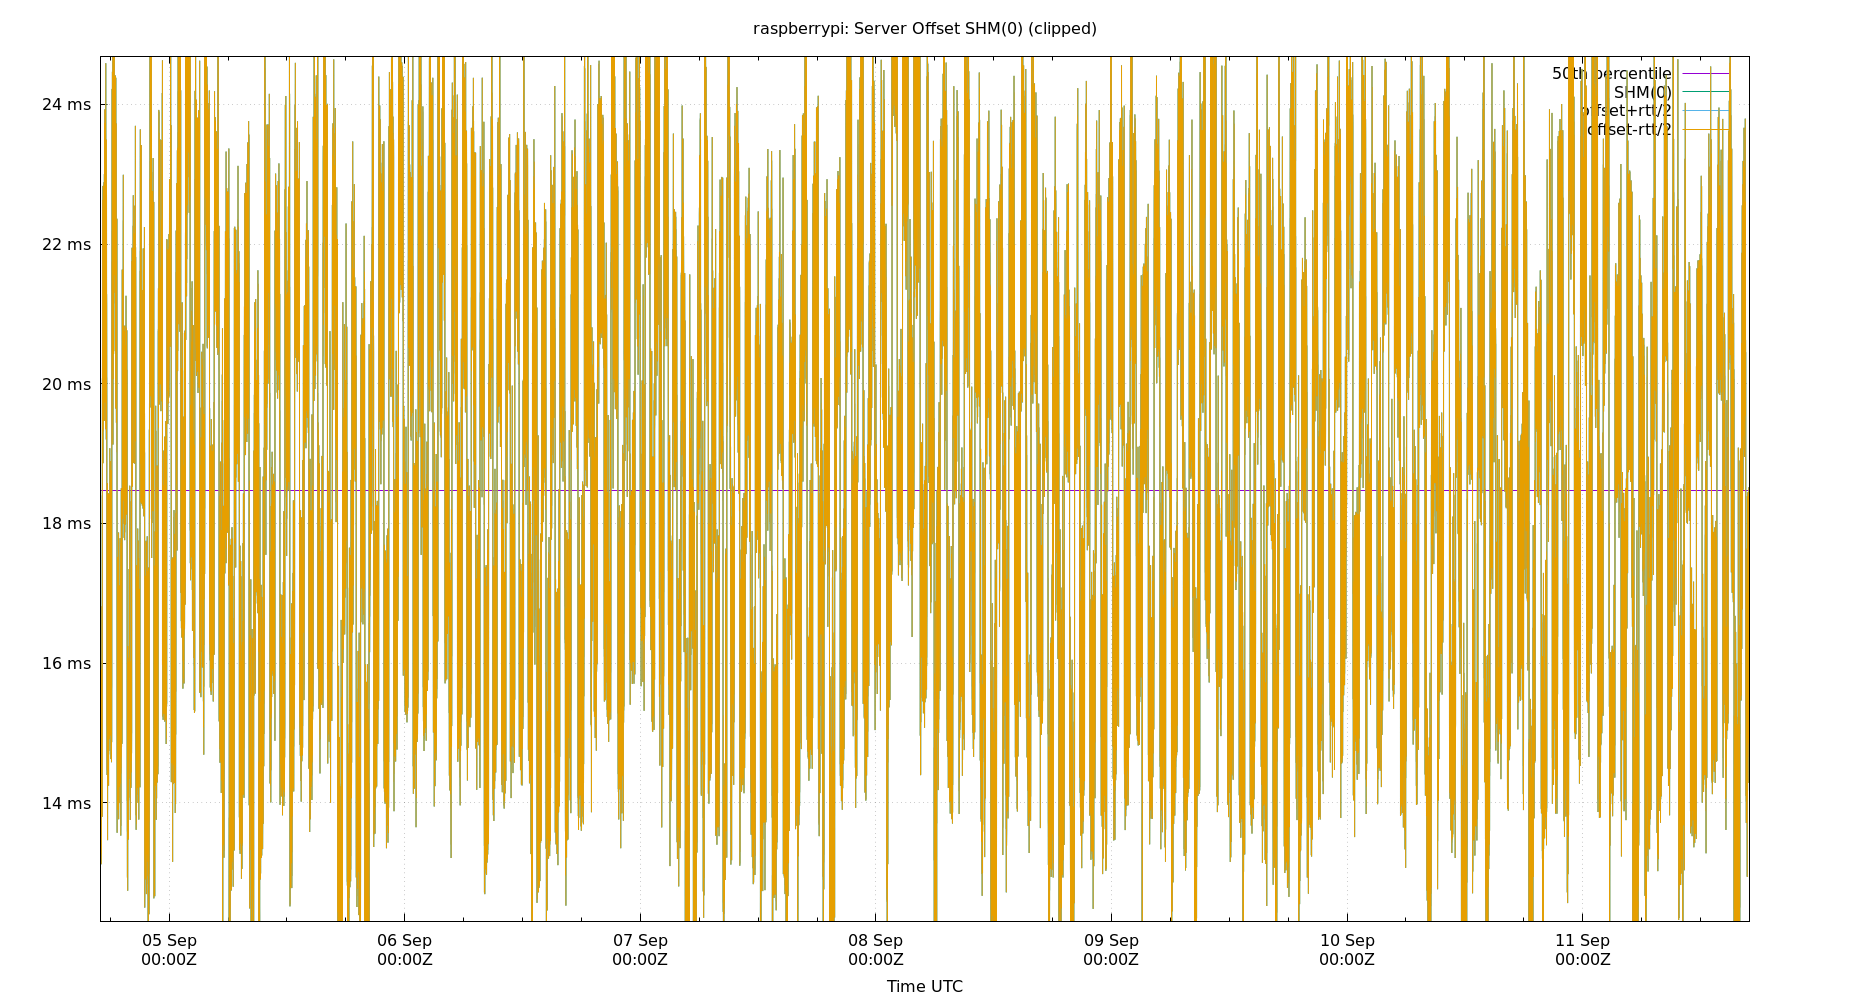 raspberrypi: Server Offset SHM(0) (clipped)
50th percentile
SHM(0)
offset+rtt/2
offset-rtt/2
24 ms
22 ms
20 ms
18 ms
16 ms
14 ms
05 Sep
00:00Z
06 Sep
00:00Z
07 Sep
00:00Z
08 Sep
00:00Z
09 Sep
00:00Z
10 Sep
00:00Z
11 Sep
00:00Z
Time UTC